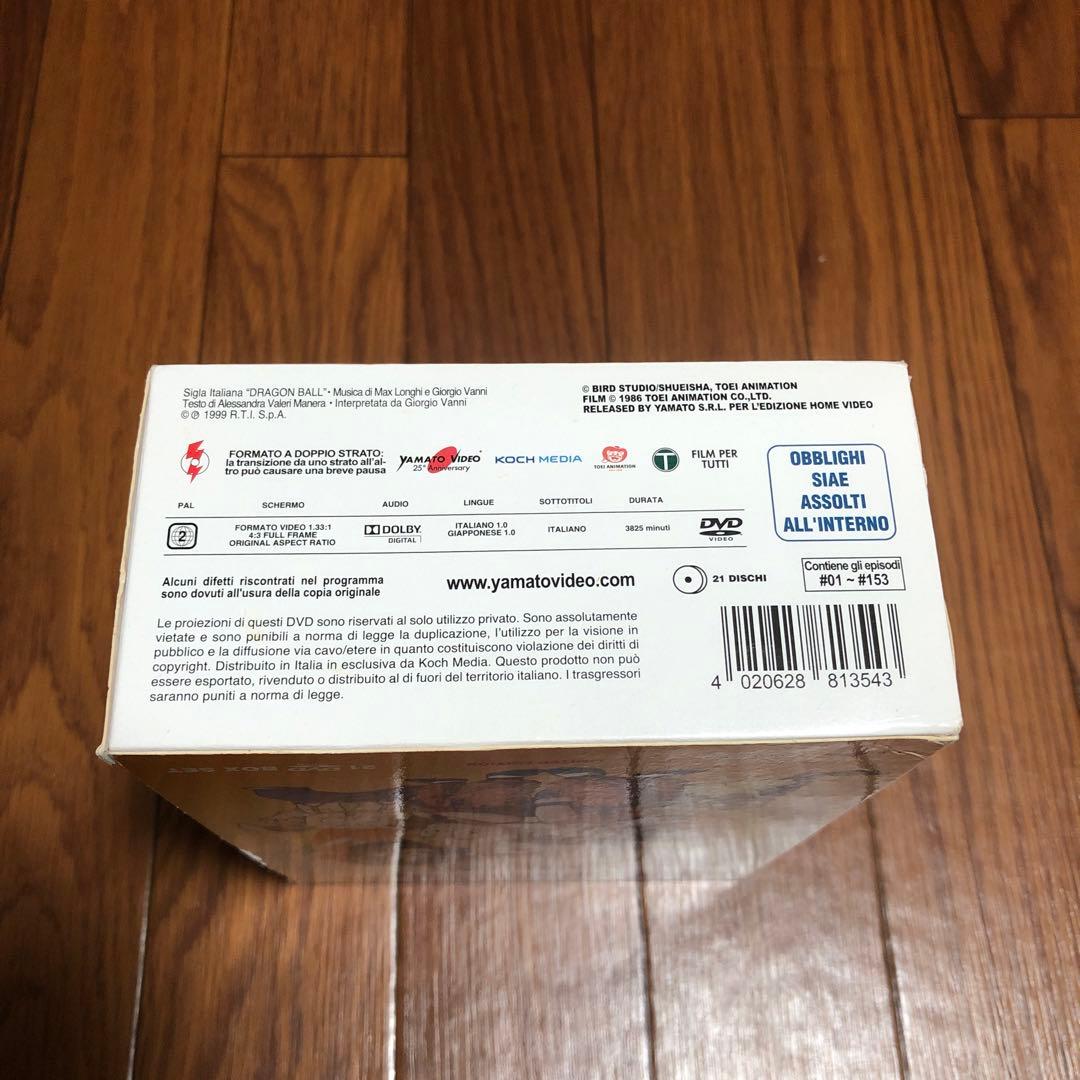 Sigla Italiana "DRAGON BALL" • Musica di Max Longhi e Giorgio Vanni
Testo di Alessandra Valeri Manera • Interpretata da Giorgio Vanni
© ℗ 1999 R.T.I. S.p.A.
© BIRD STUDIO/SHUEISHA, TOEI ANIMATION
FILM © 1986 TOEI ANIMATION CO.,LTD.
RELEASED BY YAMATO S.R.L. PER L'EDIZIONE HOME VIDEO
FORMATO A DOPPIO STRATO:
la transizione da uno strato all'al-
tro può causare una breve pausa
YAMATO VIDEO
25° Anniversary
KOCH MEDIA
TOEI ANIMATION
T
FILM PER
TUTTI
OBBLIGHI
SIAE
ASSOLTI
ALL'INTERNO
PAL SCHERMO AUDIO LINGUE SOTTOTITOLI DURATA
2
FORMATO VIDEO 1.33:1
4:3 FULL FRAME
ORIGINAL ASPECT RATIO
DOLBY
DIGITAL
ITALIANO 1.0
GIAPPONESE 1.0
ITALIANO
3825 minuti
DVD
VIDEO
Alcuni difetti riscontrati nel programma
sono dovuti all'usura della copia originale
www.yamatovideo.com
21 DISCHI
Contiene gli episodi
#01 ~ #153
Le proiezioni di questi DVD sono riservati al solo utilizzo privato. Sono assolutamente
vietate e sono punibili a norma di legge la duplicazione, l'utilizzo per la visione in
pubblico e la diffusione via cavo/etere in quanto costituiscono violazione dei diritti di
copyright. Distribuito in Italia in esclusiva da Koch Media. Questo prodotto non può
essere esportato, rivenduto o distribuito al di fuori del territorio italiano. I trasgressori
saranno puniti a norma di legge.
4 020628 813543
21 DVD BOX SET